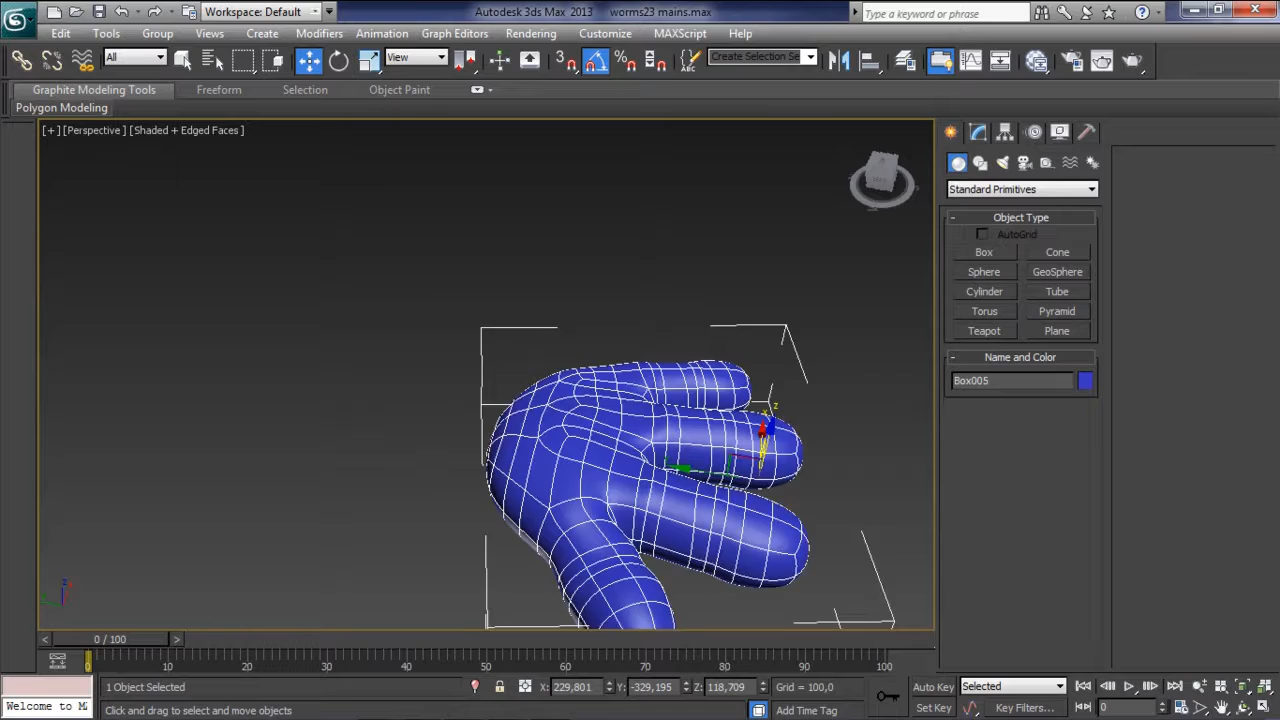 Workspace: Default
Autodesk 3ds Max 2013 worms23 mains.max
Type a keyword or phrase
Edit Tools Group Views Create Modifiers Animation Graph Editors Rendering Customize MAXScript Help
All View 3 Create Selection Se
Graphite Modeling Tools Freeform Selection Object Paint
Polygon Modeling
[+] [Perspective] [Shaded + Edged Faces]
Standard Primitives
- Object Type
AutoGrid
Box Cone
Sphere GeoSphere
Cylinder Tube
Torus Pyramid
Teapot Plane
- Name and Color
Box005
x z y
z
< 0 / 100 >
0 10 20 30 40 50 60 70 80 90 100
1 Object Selected X: 229,801 Y: -329,195 Z: 118,709 Grid = 100,0 Auto Key Selected
Welcome to M Click and drag to select and move objects Add Time Tag Set Key Key Filters... 0